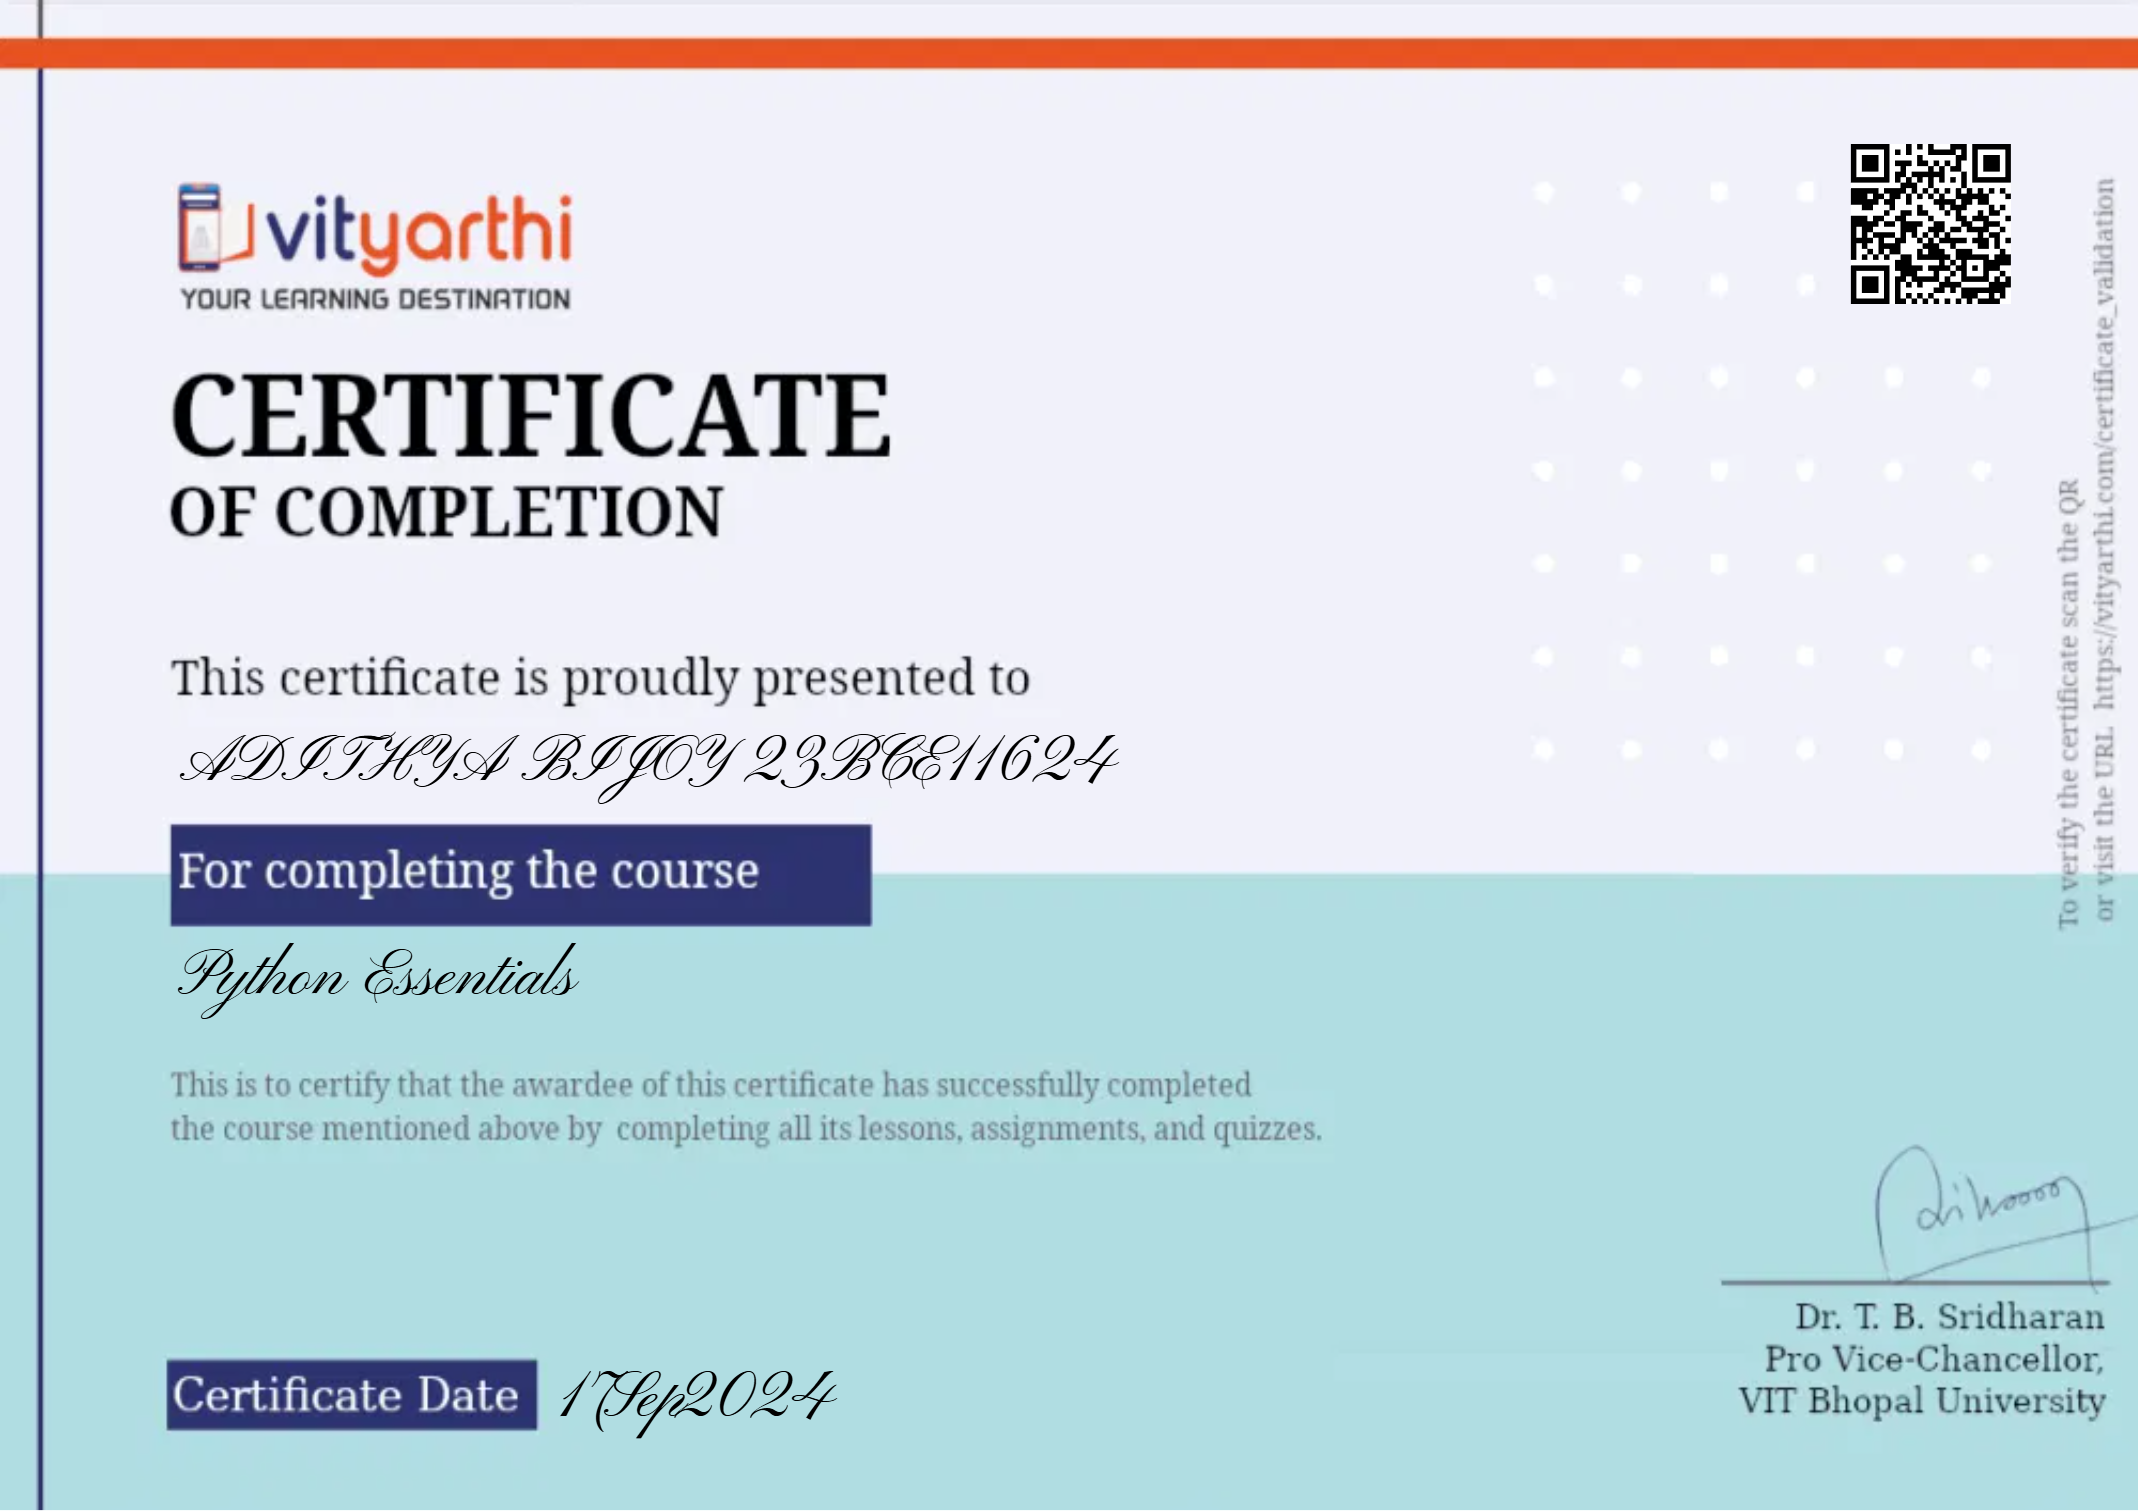 vityarthi
YOUR LEARNING DESTINATION
CERTIFICATE
OF COMPLETION
This certificate is proudly presented to
ADITHYA BIJOY 23BCE11624
For completing the course
Python Essentials
This is to certify that the awardee of this certificate has successfully completed
the course mentioned above by completing all its lessons, assignments, and quizzes.
Certificate Date 17Sep2024
Dr. T. B. Sridharan
Pro Vice-Chancellor,
VIT Bhopal University
To verify the certificate scan the QR
or visit the URL https://vityarthi.com/certificate_validation